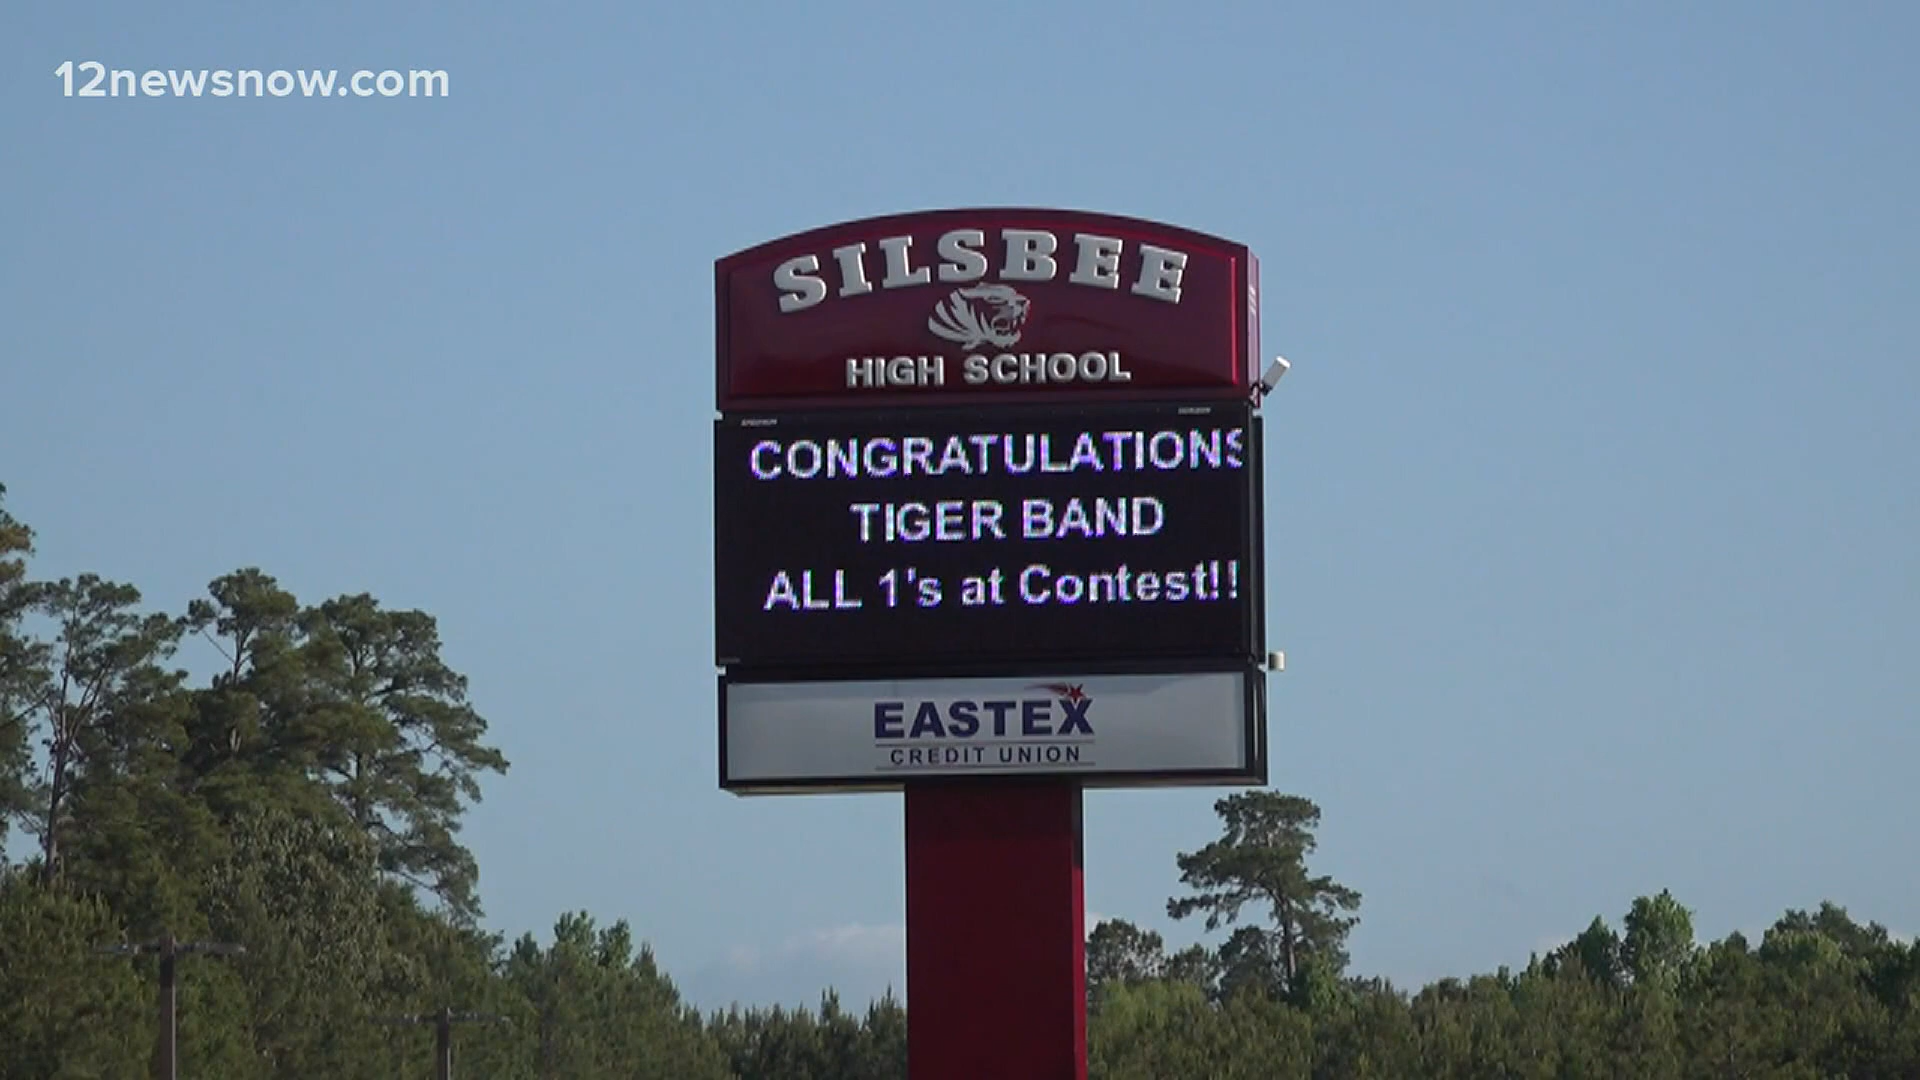 12newsnow.com
SILSBEE
HIGH SCHOOL
CONGRATULATIONS
TIGER BAND
ALL 1's at Contest!!
EASTEX
CREDIT UNION